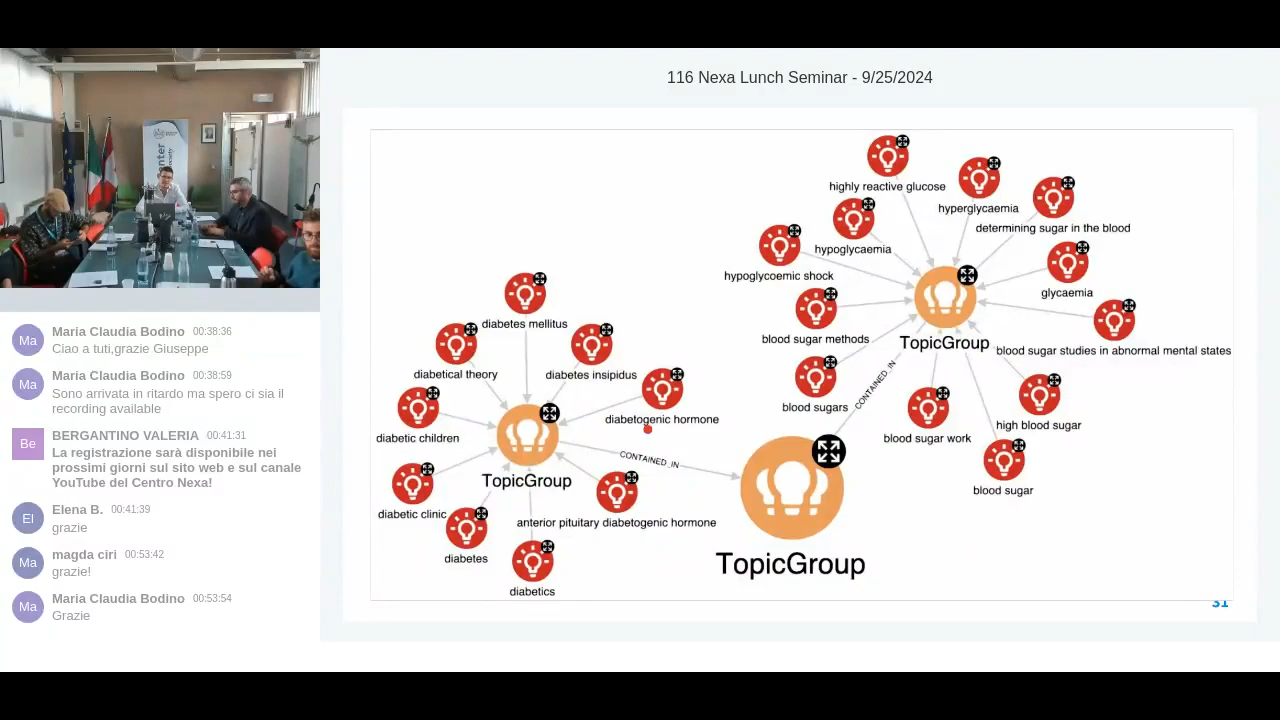 116 Nexa Lunch Seminar - 9/25/2024
Ma
Maria Claudia Bodino 00:38:36
Ciao a tuti,grazie Giuseppe
Ma
Maria Claudia Bodino 00:38:59
Sono arrivata in ritardo ma spero ci sia il
recording available
Be
BERGANTINO VALERIA 00:41:31
La registrazione sarà disponibile nei
prossimi giorni sul sito web e sul canale
YouTube del Centro Nexa!
El
Elena B. 00:41:39
grazie
Ma
magda ciri 00:53:42
grazie!
Ma
Maria Claudia Bodino 00:53:54
Grazie
highly reactive glucose
hyperglycaemia
determining sugar in the blood
hypoglycaemia
hypoglycoemic shock
glycaemia
blood sugar methods
TopicGroup
blood sugar studies in abnormal mental states
blood sugars
CONTAINED_IN
high blood sugar
blood sugar work
blood sugar
diabetes mellitus
diabetical theory
diabetes insipidus
diabetogenic hormone
diabetic children
CONTAINED_IN
TopicGroup
diabetic clinic
anterior pituitary diabetogenic hormone
diabetes
diabetics
TopicGroup
31